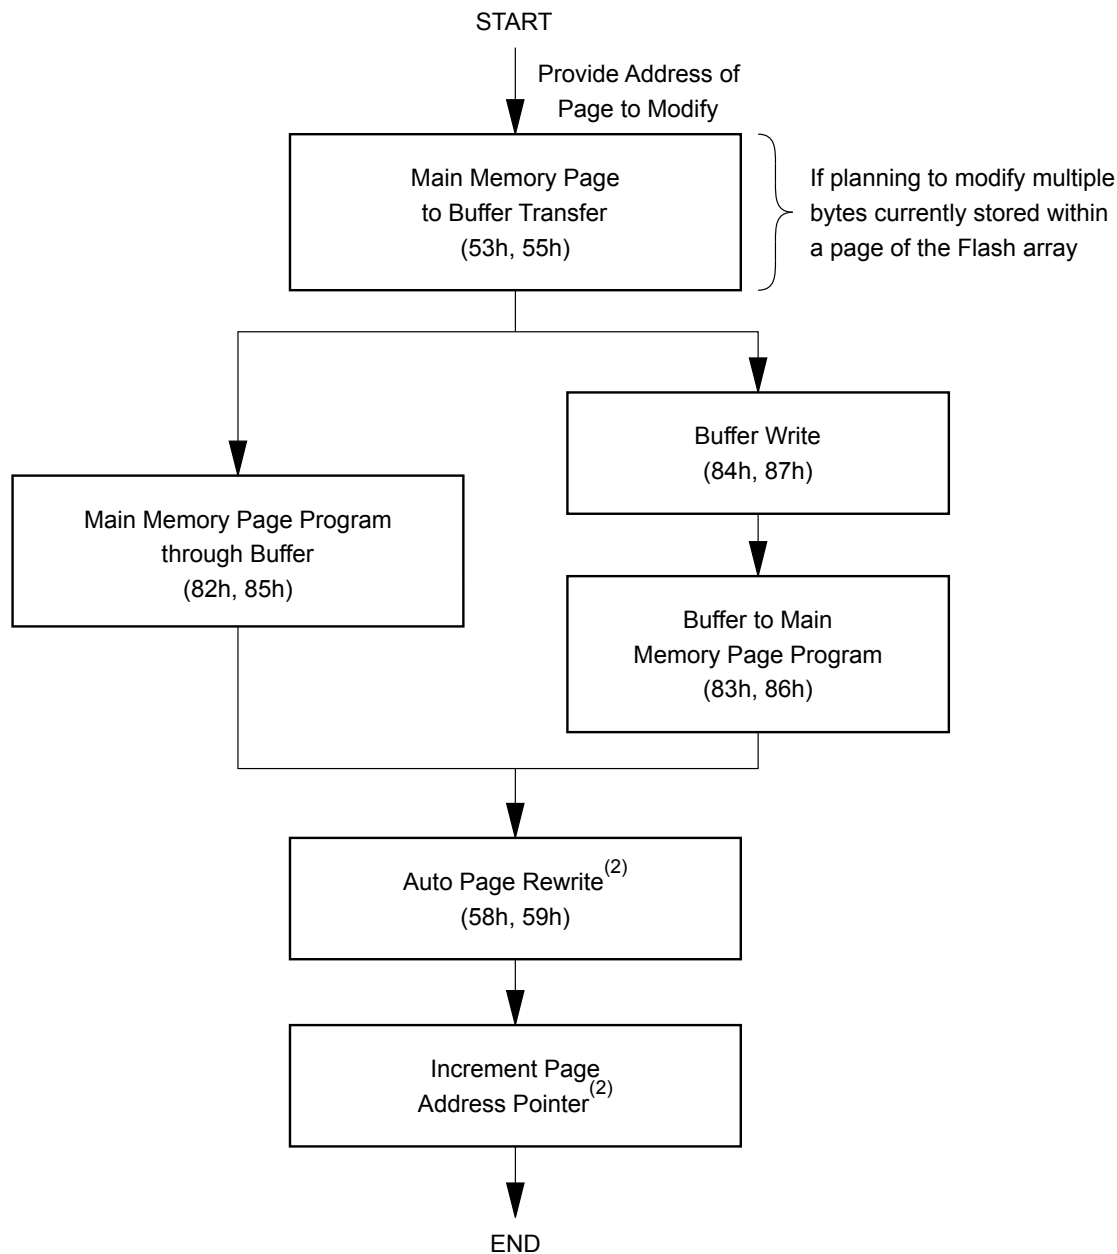 START
Provide Address of
Page to Modify
Main Memory Page
to Buffer Transfer
(53h, 55h)
If planning to modify multiple
bytes currently stored within
a page of the Flash array
Main Memory Page Program
through Buffer
(82h, 85h)
Buffer Write
(84h, 87h)
Buffer to Main
Memory Page Program
(83h, 86h)
Auto Page Rewrite(2)
(58h, 59h)
Increment Page
Address Pointer(2)
END